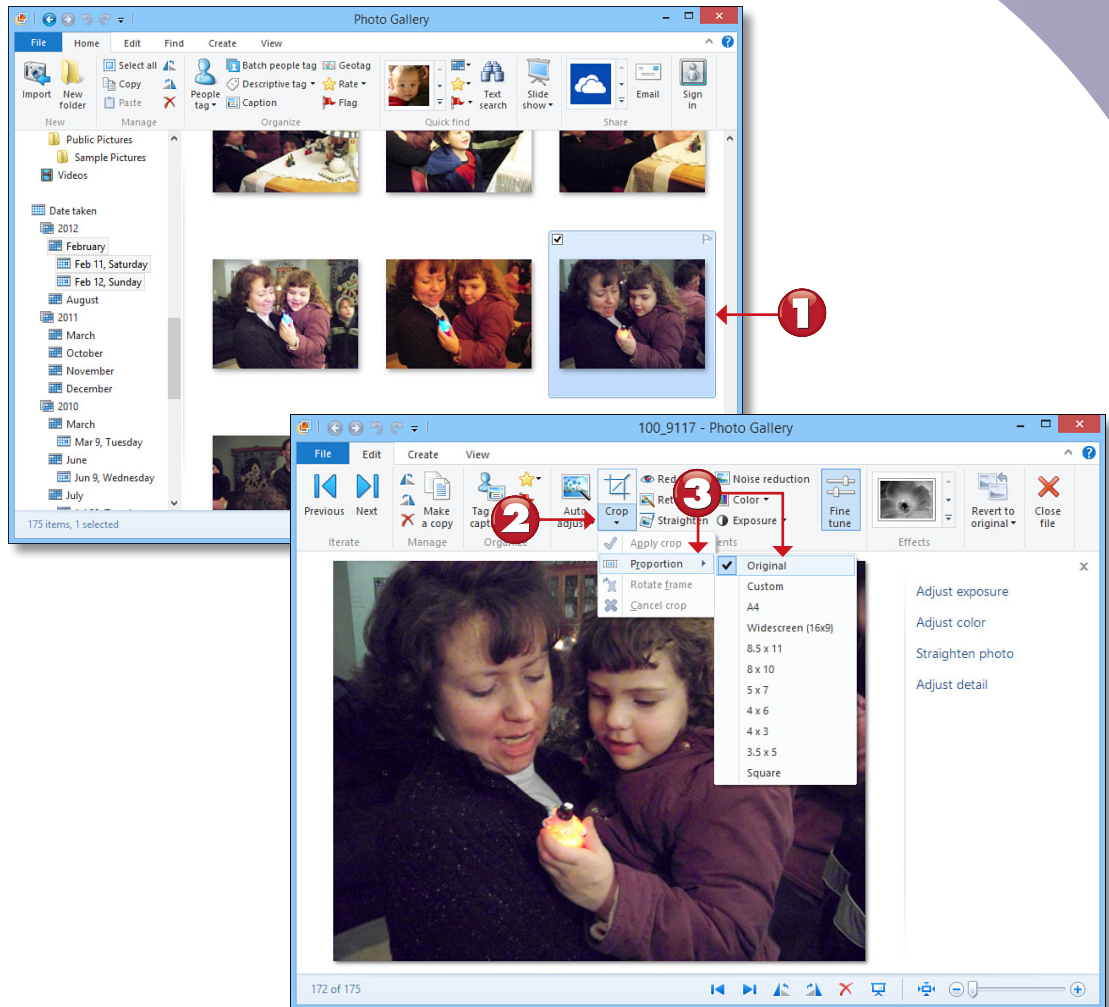 Photo Gallery
File Home Edit Find Create View
Select all Batch people tag Geotag
Copy Descriptive tag Rate
Import New folder Paste People tag Caption Flag Text search Slide show Email Sign in
New Manage Organize Quick find Share
Public Pictures
Sample Pictures
Videos
Date taken
2012
February
Feb 11, Saturday
Feb 12, Sunday
August
2011
March
October
November
December
2010
March
Mar 9, Tuesday
June
Jun 9, Wednesday
July
175 items, 1 selected
1
100_9117 - Photo Gallery
File Edit Create View
Previous Next Make a copy Tag Auto Crop Red Noise reduction
Color
Straighten Exposure
Fine tune Revert to original Close file
Iterate Manage Effects
2
3
Apply crop
Proportion
Rotate frame
Cancel crop
Original
Custom
A4
Widescreen (16x9)
8.5 x 11
8 x 10
5 x 7
4 x 6
4 x 3
3.5 x 5
Square
Adjust exposure
Adjust color
Straighten photo
Adjust detail
172 of 175